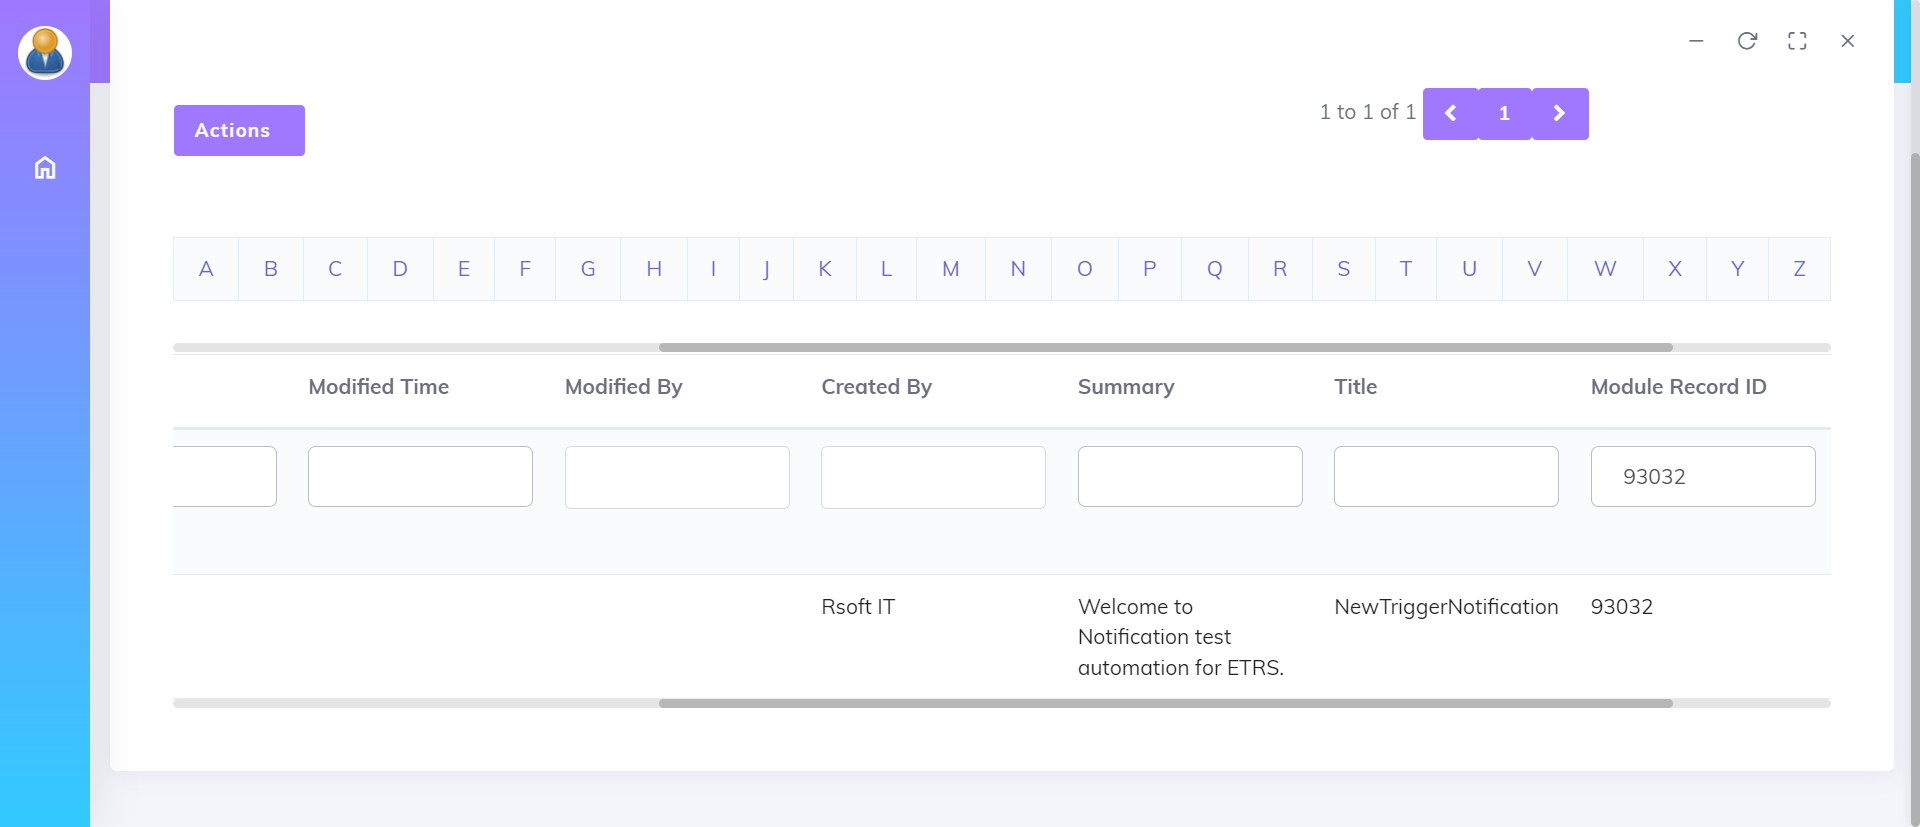 Actions
1 to 1 of 1 1
A B C D E F G H I J K L M N O P Q R S T U V W X Y Z
Modified Time Modified By Created By Summary Title Module Record ID
93032
Rsoft IT Welcome to NewTriggerNotification 93032
Notification test
automation for ETRS.